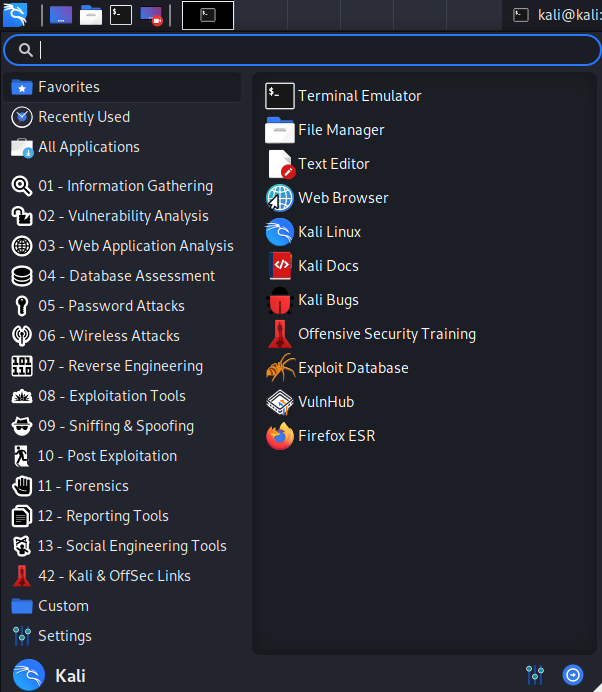 kali@kali:
Favorites
Recently Used
All Applications
01 - Information Gathering
02 - Vulnerability Analysis
03 - Web Application Analysis
04 - Database Assessment
05 - Password Attacks
06 - Wireless Attacks
07 - Reverse Engineering
08 - Exploitation Tools
09 - Sniffing & Spoofing
10 - Post Exploitation
11 - Forensics
12 - Reporting Tools
13 - Social Engineering Tools
42 - Kali & OffSec Links
Custom
Settings
Terminal Emulator
File Manager
Text Editor
Web Browser
Kali Linux
Kali Docs
Kali Bugs
Offensive Security Training
Exploit Database
VulnHub
Firefox ESR
Kali